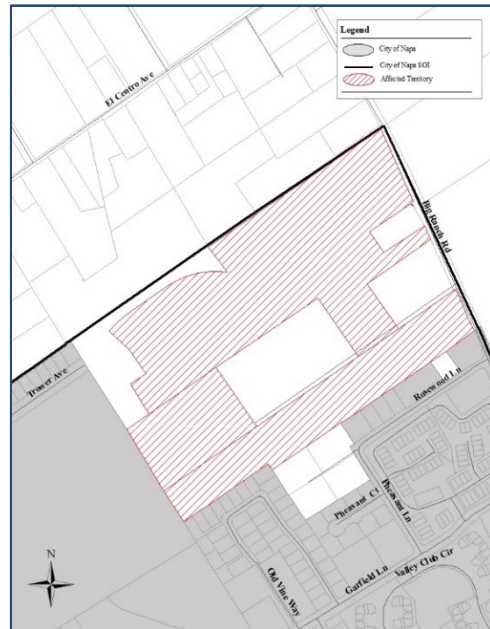 Legend
City of Napa
City of Napa SOI
Affected Territory
El Centro Ave
Big Ranch Rd
Trower Ave
Rosewood Ln
Pheasant Ln
Pheasant Ct
Garfield Ln
Valley Club Cir
Old Vine Way
N